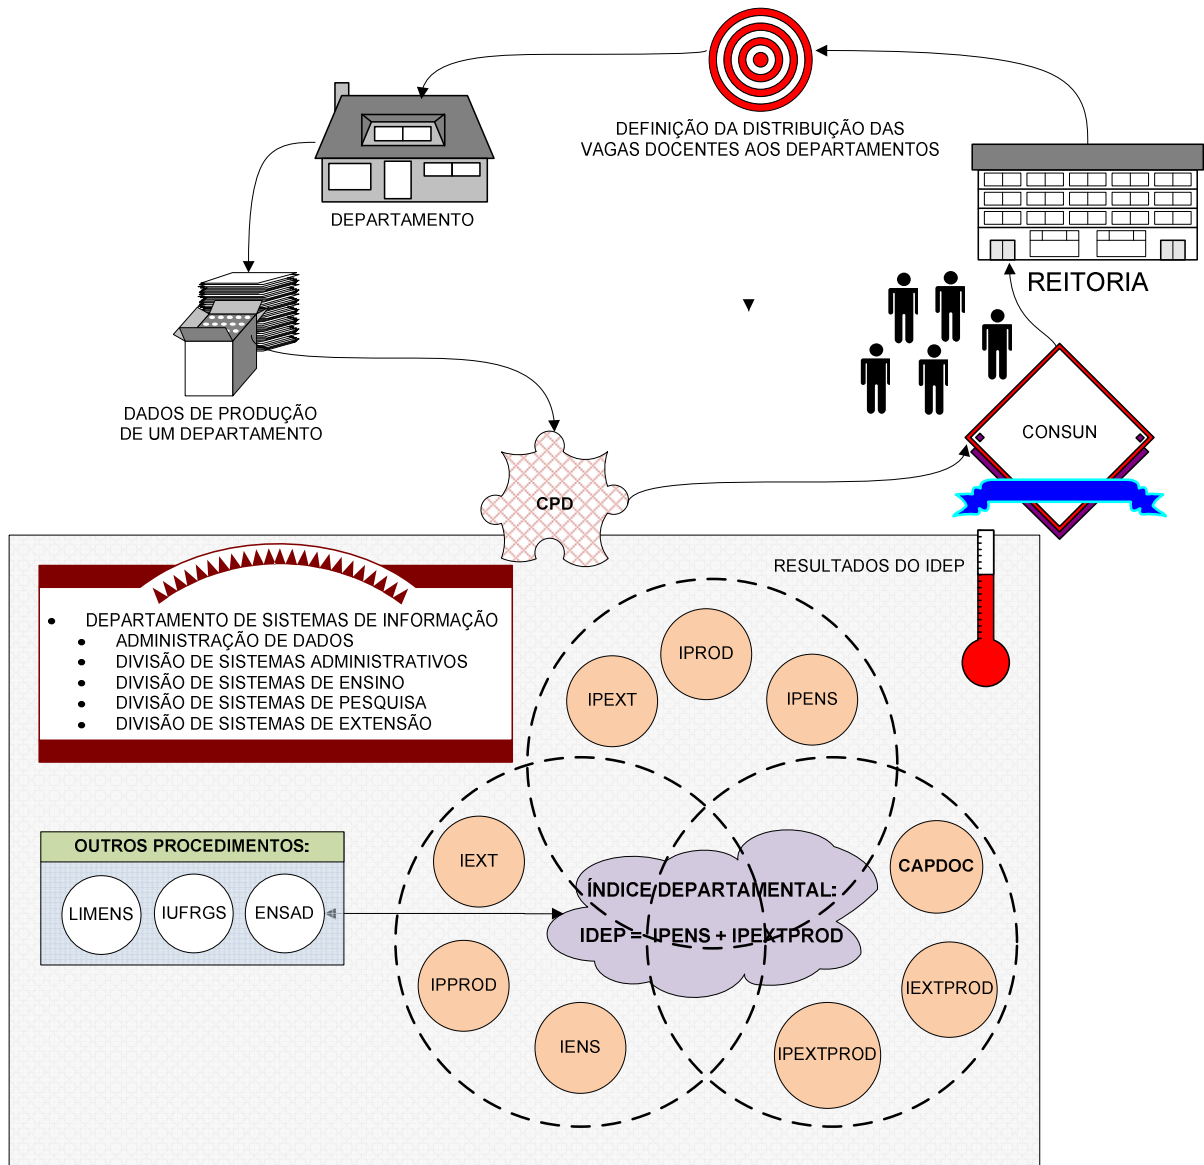 DEFINIÇÃO DA DISTRIBUIÇÃO DAS
VAGAS DOCENTES AOS DEPARTAMENTOS
DEPARTAMENTO
REITORIA
DADOS DE PRODUÇÃO
DE UM DEPARTAMENTO
CONSUN
CPD
RESULTADOS DO IDEP
• DEPARTAMENTO DE SISTEMAS DE INFORMAÇÃO
• ADMINISTRAÇÃO DE DADOS
• DIVISÃO DE SISTEMAS ADMINISTRATIVOS
• DIVISÃO DE SISTEMAS DE ENSINO
• DIVISÃO DE SISTEMAS DE PESQUISA
• DIVISÃO DE SISTEMAS DE EXTENSÃO
IPROD
IPEXT
IPENS
OUTROS PROCEDIMENTOS:
LIMENS
IUFRGS
ENSAD
IEXT
IPPROD
IENS
ÍNDICE DEPARTAMENTAL:
IDEP = IPENS + IPEXTPROD
CAPDOC
IEXTPROD
IPEXTPROD